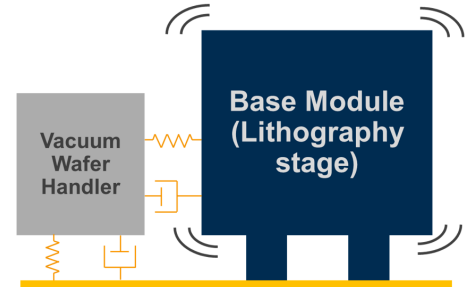 Vacuum
Wafer
Handler
Base Module
(Lithography
stage)